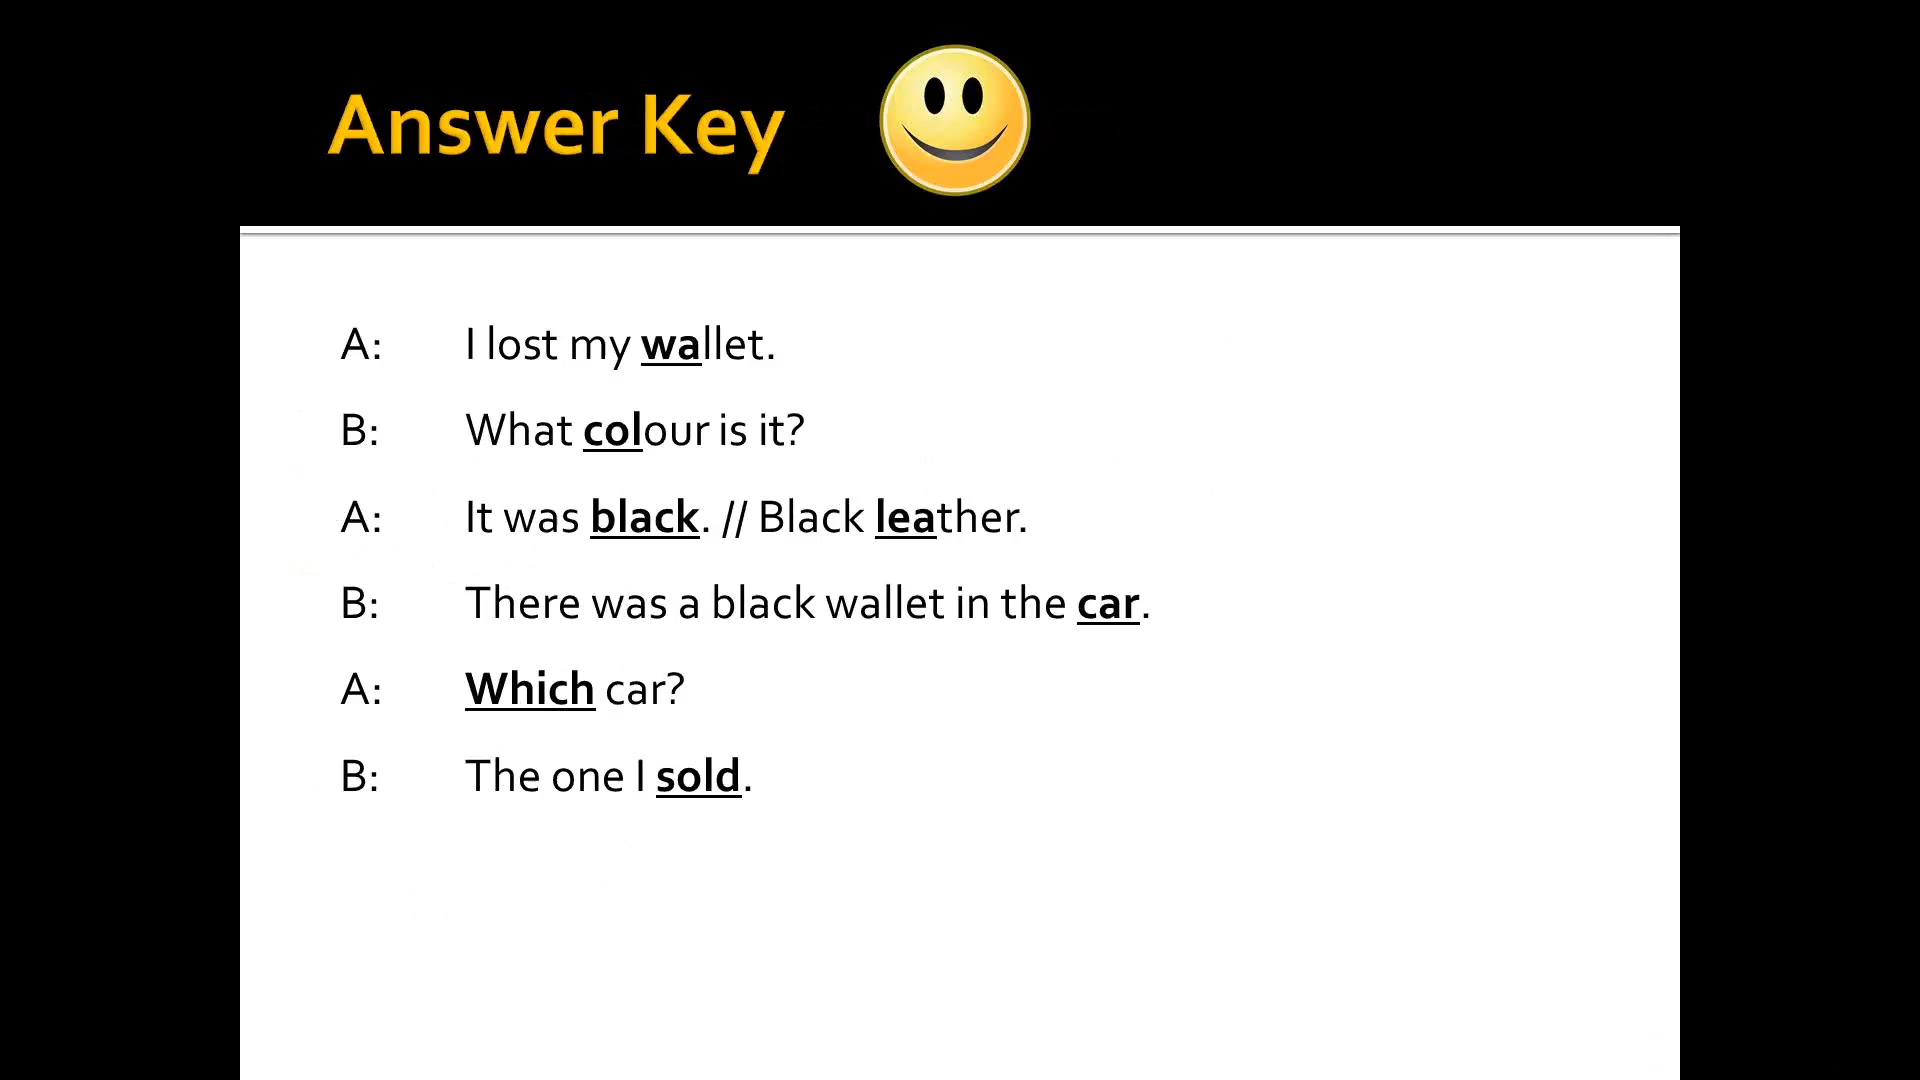 Answer Key
A: I lost my wallet.
B: What colour is it?
A: It was black. // Black leather.
B: There was a black wallet in the car.
A: Which car?
B: The one I sold.